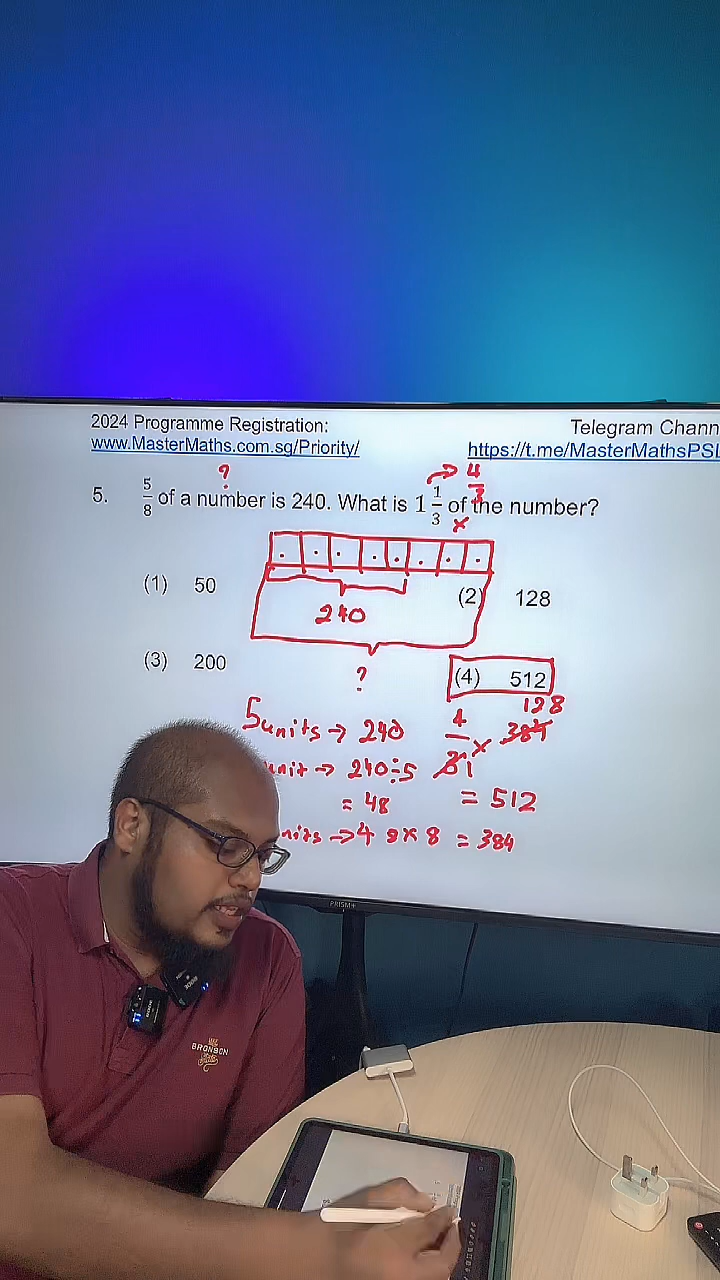 2024 Programme Registration:
Telegram Chann
www.MasterMaths.com.sg/Priority/
https://t.me/MasterMathsPSL
?
4/3
5. 5/8 of a number is 240. What is 1 1/3 of the number?
×
(1) 50
(2) 128
240
(3) 200
(4) 512
?
128
5units → 240
4/31 × 384
unit → 240÷5
= 48
= 512
nits → 48 × 8 = 384
PRISM+
BRONSON